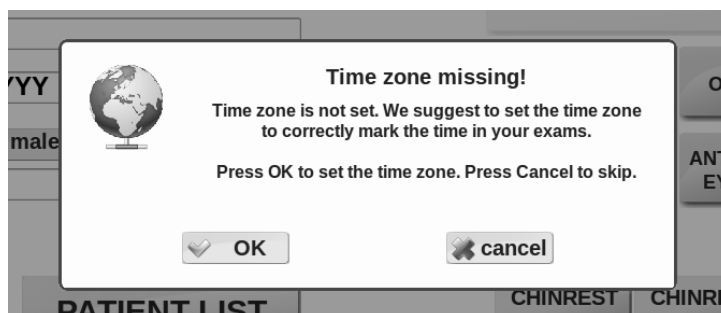 YYY
male
Time zone missing!
Time zone is not set. We suggest to set the time zone
to correctly mark the time in your exams.
Press OK to set the time zone. Press Cancel to skip.
OK
cancel
PATIENT LIST
CHINREST